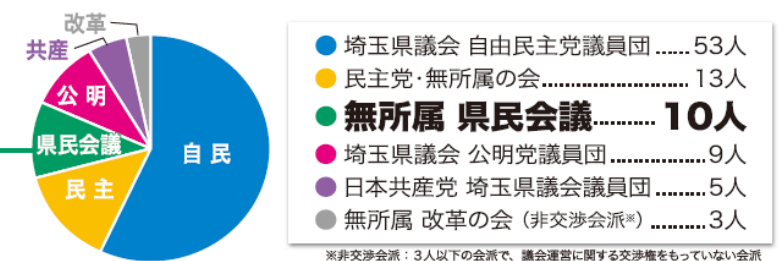 改革
共産
公明
県民会議
民主
自民
●埼玉県議会 自由民主党議員団......53人
●民主党・無所属の会..........................13人
●無所属 県民会議...........10人
●埼玉県議会 公明党議員団................9人
●日本共産党 埼玉県議会議員団.........5人
●無所属 改革の会（非交渉会派※）.........3人
※非交渉会派：3人以下の会派で、議会運営に関する交渉権をもっていない会派